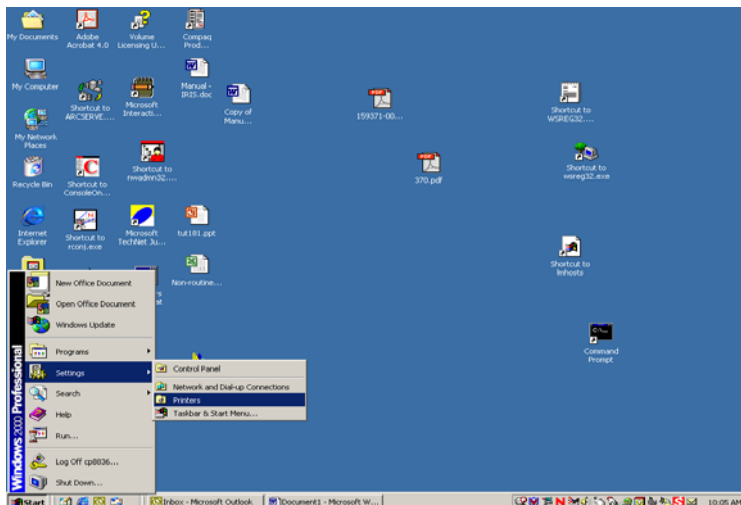 My Documents
Adobe
Acrobat 4.0
Volume
Licensing U...
Compaq
Prod...
My Computer
Shortcut to
ARCSERVE....
Microsoft
Interacti...
Manual -
IRIS.doc
Copy of
Manu...
159371-00...
Shortcut to
WSREG32....
My Network
Places
Recycle Bin
Shortcut to
ConsoleOn...
Shortcut to
nwadmn32....
370.pdf
Shortcut to
wsreg32.exe
Internet
Explorer
Shortcut to
rconj.exe
Microsoft
TechNet Ju...
tut101.ppt
Non-routine...
Shortcut to
lmhosts
Command
Prompt
Windows 2000 Professional
New Office Document
Open Office Document
Windows Update
Programs
Settings
Search
Help
Run...
Log Off cp8836...
Shut Down...
Control Panel
Network and Dial-up Connections
Printers
Taskbar & Start Menu...
Start
Inbox - Microsoft Outlook
Document1 - Microsoft W...
10:05 AM